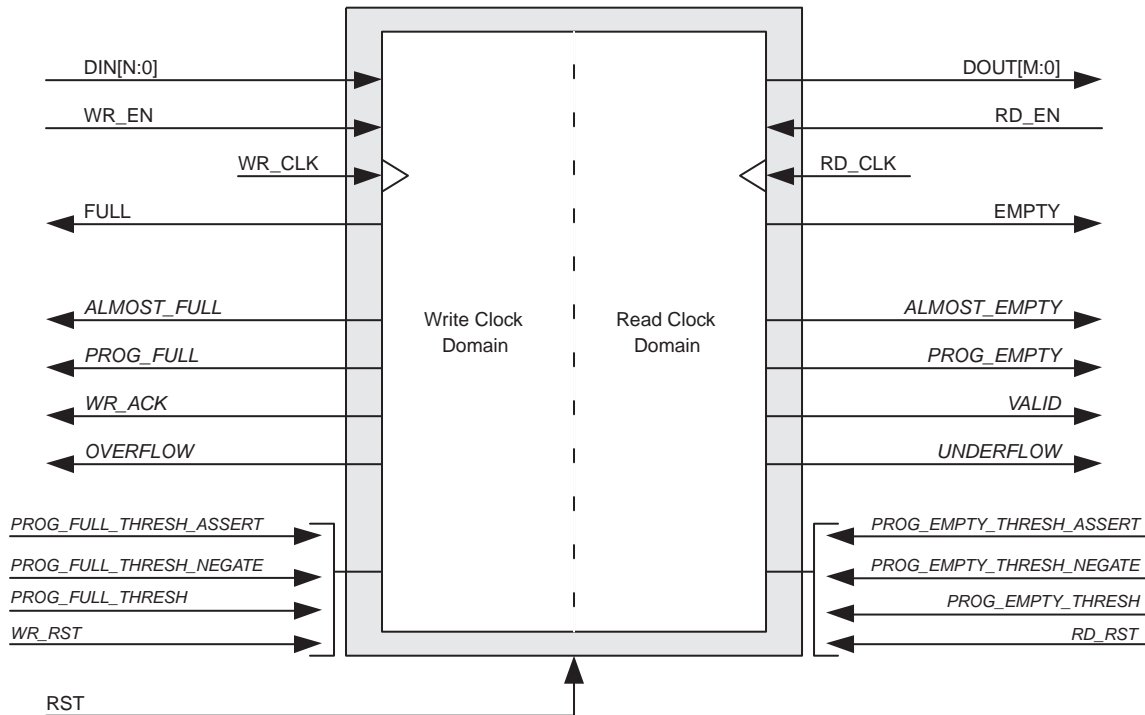 DIN[N:0]
WR_EN
WR_CLK
FULL
ALMOST_FULL
PROG_FULL
WR_ACK
OVERFLOW
PROG_FULL_THRESH_ASSERT
PROG_FULL_THRESH_NEGATE
PROG_FULL_THRESH
WR_RST
RST
Write Clock
Domain
Read Clock
Domain
DOUT[M:0]
RD_EN
RD_CLK
EMPTY
ALMOST_EMPTY
PROG_EMPTY
VALID
UNDERFLOW
PROG_EMPTY_THRESH_ASSERT
PROG_EMPTY_THRESH_NEGATE
PROG_EMPTY_THRESH
RD_RST